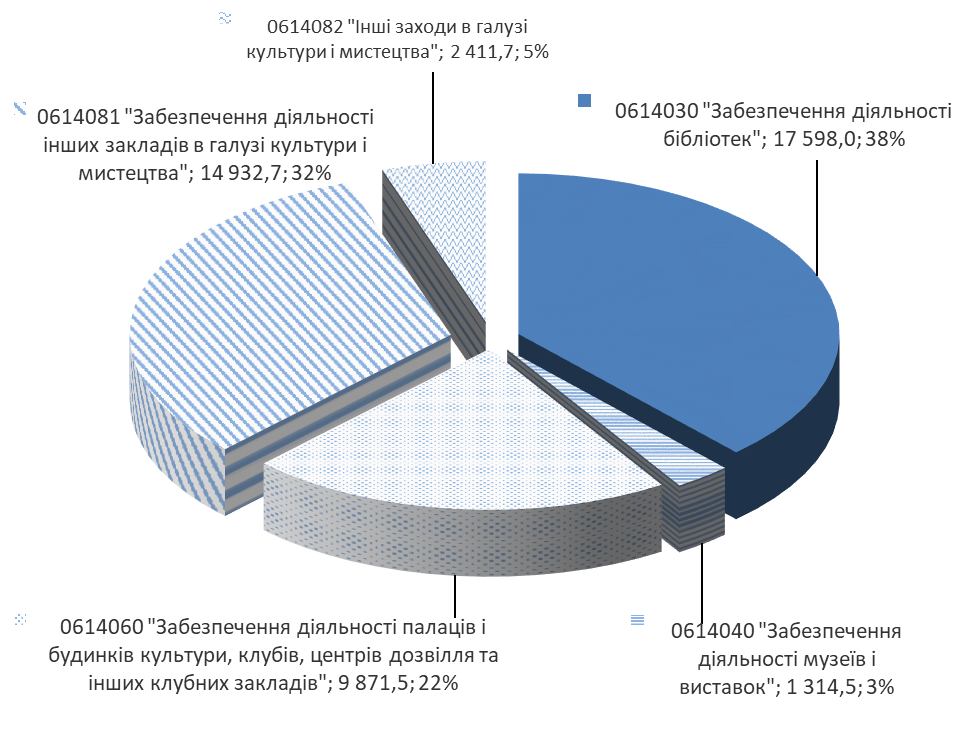 0614082 "Інші заходи в галузі
культури і мистецтва"; 2 411,7; 5%
0614030 "Забезпечення діяльності
бібліотек"; 17 598,0; 38%
0614081 "Забезпечення діяльності
інших закладів в галузі культури і
мистецтва"; 14 932,7; 32%
0614060 "Забезпечення діяльності палаців і
будинків культури, клубів, центрів дозвілля та
інших клубних закладів"; 9 871,5; 22%
0614040 "Забезпечення
діяльності музеїв і
виставок"; 1 314,5; 3%